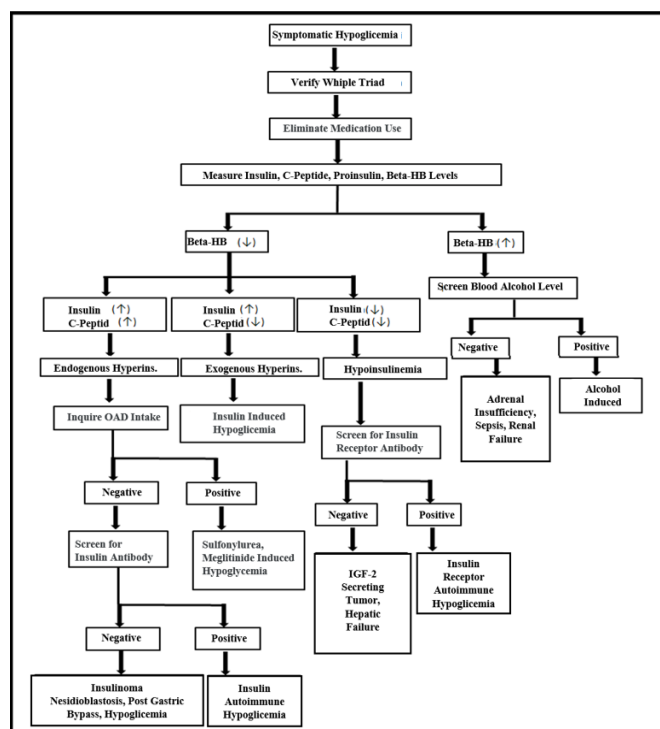 Symptomatic Hypoglicemia
Verify Whiple Triad
Eliminate Medication Use
Measure Insulin, C-Peptide, Proinsulin, Beta-HB Levels
Beta-HB (↓)
Beta-HB (↑)
Screen Blood Alcohol Level
Insulin (↑)
C-Peptid (↑)
Insulin (↑)
C-Peptid (↓)
Insulin (↓)
C-Peptid (↓)
Negative
Positive
Endogenous Hyperins.
Exogenous Hyperins.
Hypoinsulinemia
Adrenal
Insufficiency,
Sepsis, Renal
Failure
Alcohol
Induced
Inquire OAD Intake
Insulin Induced
Hypoglicemia
Screen for Insulin
Receptor Antibody
Negative
Positive
Negative
Positive
Screen for
Insulin Antibody
Sulfonylurea,
Meglitinide Induced
Hypoglycemia
IGF-2
Secreting
Tumor,
Hepatic
Failure
Insulin
Receptor
Autoimmune
Hypoglicemia
Negative
Positive
Insulinoma
Nesidioblastosis, Post Gastric
Bypass, Hypoglicemia
Insulin
Autoimmune
Hypoglicemia